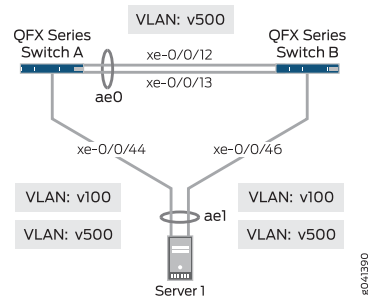 VLAN: v500
QFX Series
Switch A
QFX Series
Switch B
xe-0/0/12
xe-0/0/13
ae0
xe-0/0/44
xe-0/0/46
VLAN: v100
VLAN: v500
ae1
VLAN: v100
VLAN: v500
Server 1
g041390